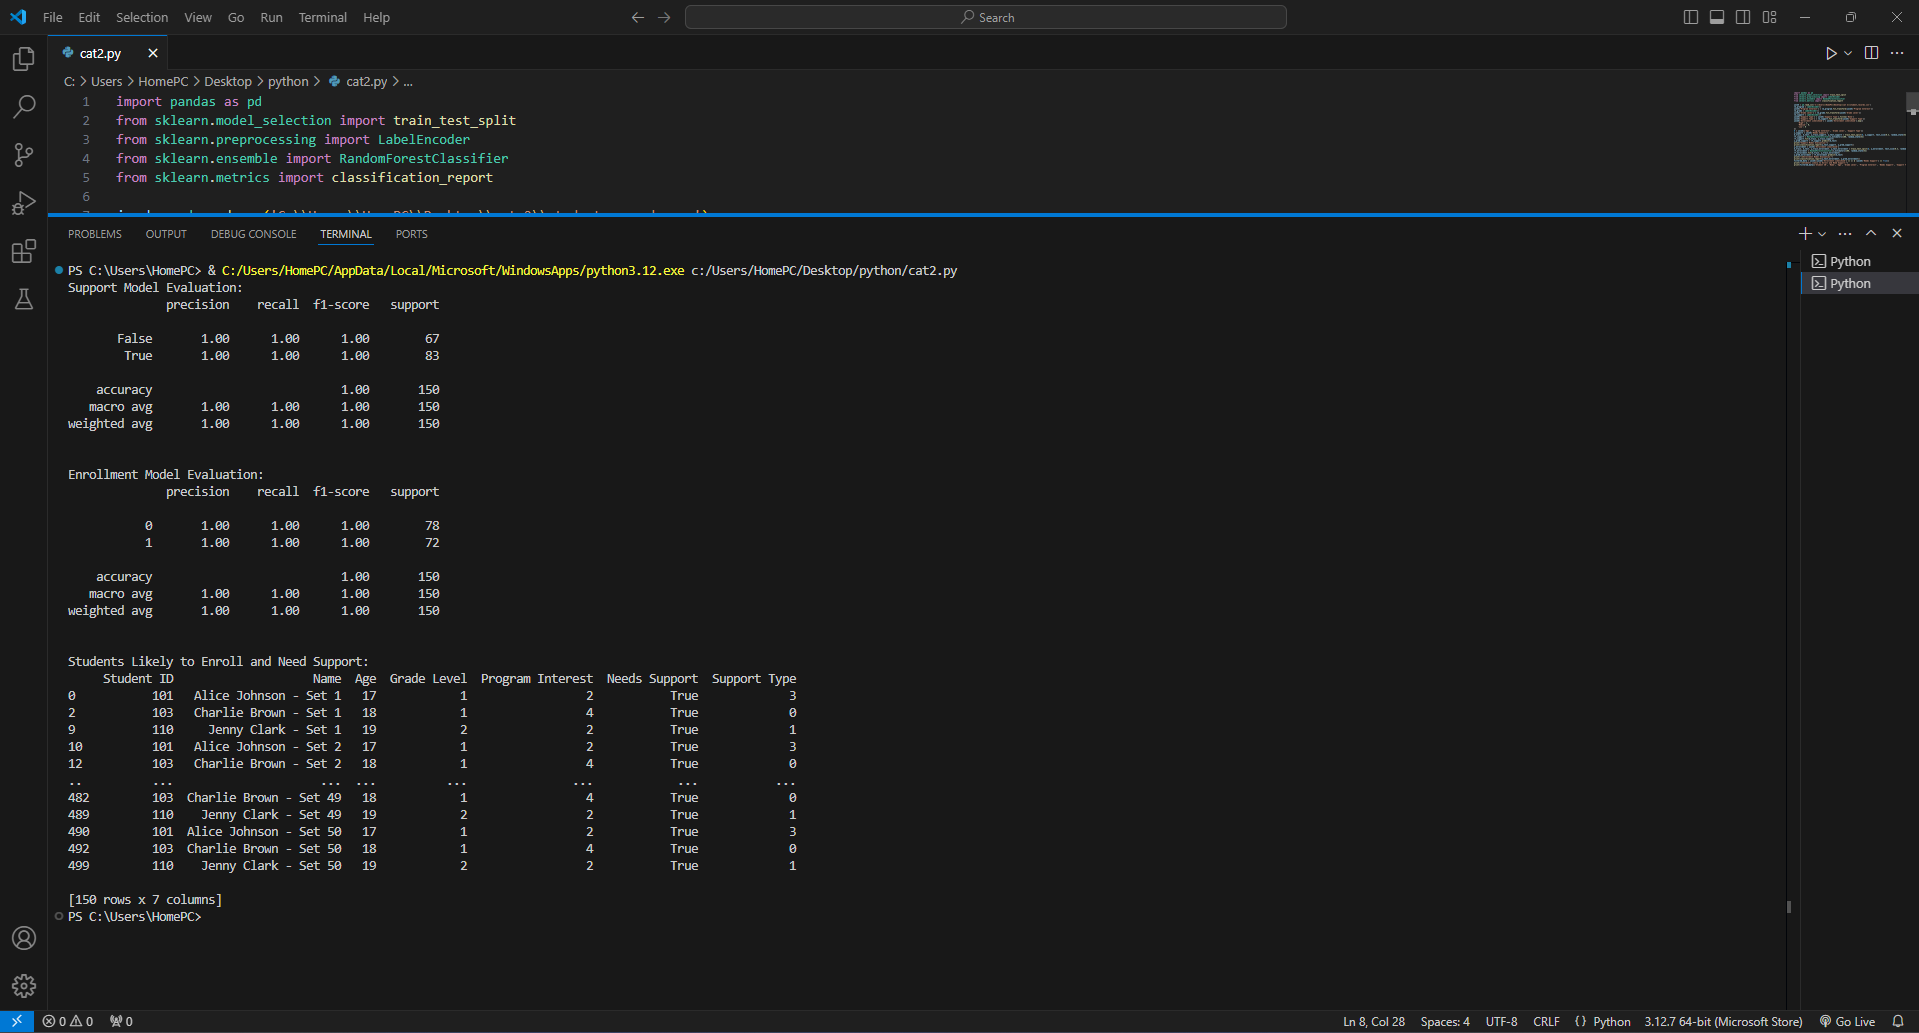 File Edit Selection View Go Run Terminal Help
Search
cat2.py
C: > Users > HomePC > Desktop > python > cat2.py > ...
1 import pandas as pd
2 from sklearn.model_selection import train_test_split
3 from sklearn.preprocessing import LabelEncoder
4 from sklearn.ensemble import RandomForestClassifier
5 from sklearn.metrics import classification_report
6
PROBLEMS OUTPUT DEBUG CONSOLE TERMINAL PORTS
Python
Python
PS C:\Users\HomePC> & C:/Users/HomePC/AppData/Local/Microsoft/WindowsApps/python3.12.exe c:/Users/HomePC/Desktop/python/cat2.py
Support Model Evaluation:
precision recall f1-score support
False 1.00 1.00 1.00 67
True 1.00 1.00 1.00 83
accuracy 1.00 150
macro avg 1.00 1.00 1.00 150
weighted avg 1.00 1.00 1.00 150
Enrollment Model Evaluation:
precision recall f1-score support
0 1.00 1.00 1.00 78
1 1.00 1.00 1.00 72
accuracy 1.00 150
macro avg 1.00 1.00 1.00 150
weighted avg 1.00 1.00 1.00 150
Students Likely to Enroll and Need Support:
Student ID Name Age Grade Level Program Interest Needs Support Support Type
0 101 Alice Johnson - Set 1 17 1 2 True 3
2 103 Charlie Brown - Set 1 18 1 4 True 0
9 110 Jenny Clark - Set 1 19 2 2 True 1
10 101 Alice Johnson - Set 2 17 1 2 True 3
12 103 Charlie Brown - Set 2 18 1 4 True 0
.. ... ... ... ... ... ... ...
482 103 Charlie Brown - Set 49 18 1 4 True 0
489 110 Jenny Clark - Set 49 19 2 2 True 1
490 101 Alice Johnson - Set 50 17 1 2 True 3
492 103 Charlie Brown - Set 50 18 1 4 True 0
499 110 Jenny Clark - Set 50 19 2 2 True 1
[150 rows x 7 columns]
PS C:\Users\HomePC>
0 0 0 Ln 8, Col 28 Spaces: 4 UTF-8 CRLF {} Python 3.12.7 64-bit (Microsoft Store) Go Live